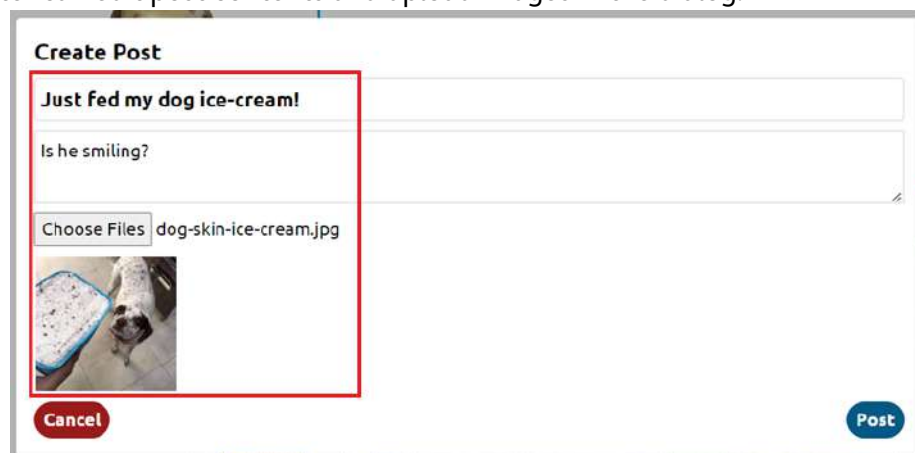 Create Post
Just fed my dog ice-cream!
Is he smiling?
Choose Files dog-skin-ice-cream.jpg
Cancel
Post